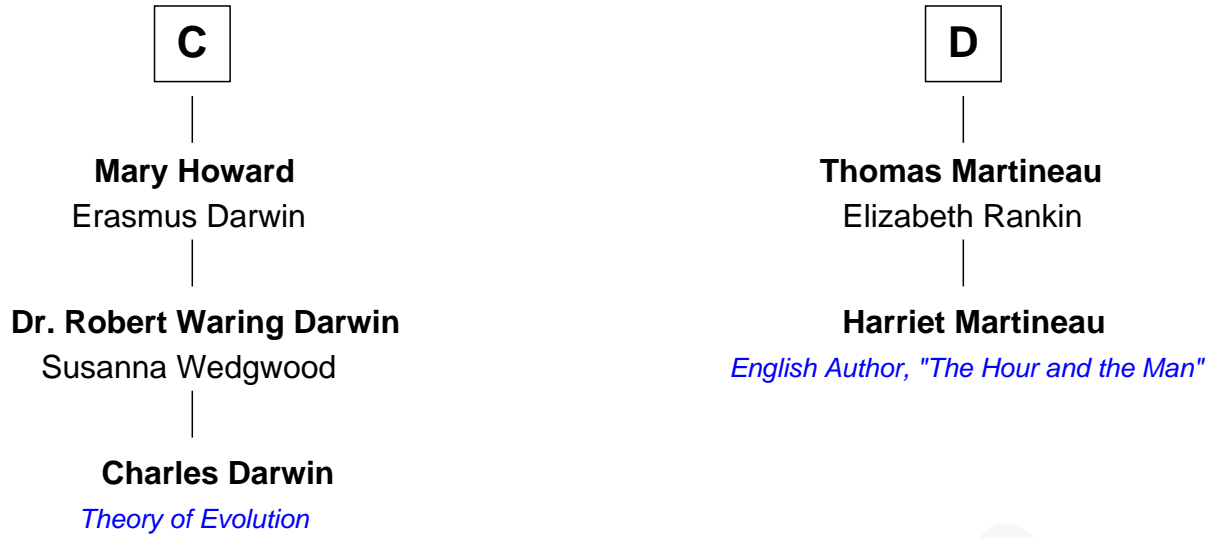 C
Mary Howard
Erasmus Darwin
Dr. Robert Waring Darwin
Susanna Wedgwood
Charles Darwin
Theory of Evolution
D
Thomas Martineau
Elizabeth Rankin
Harriet Martineau
English Author, "The Hour and the Man"